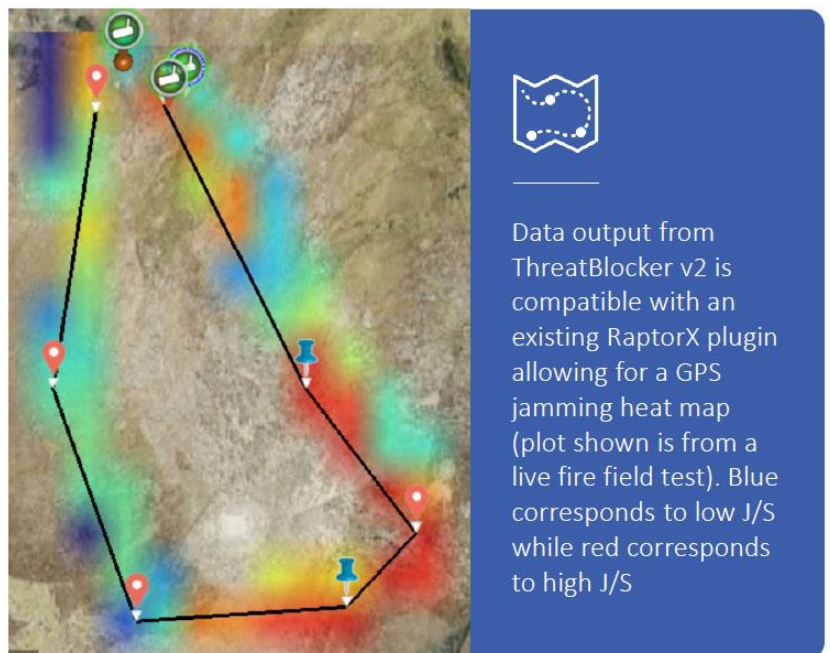 Data output from
ThreatBlocker v2 is
compatible with an
existing RaptorX plugin
allowing for a GPS
jamming heat map
(plot shown is from a
live fire field test). Blue
corresponds to low J/S
while red corresponds
to high J/S